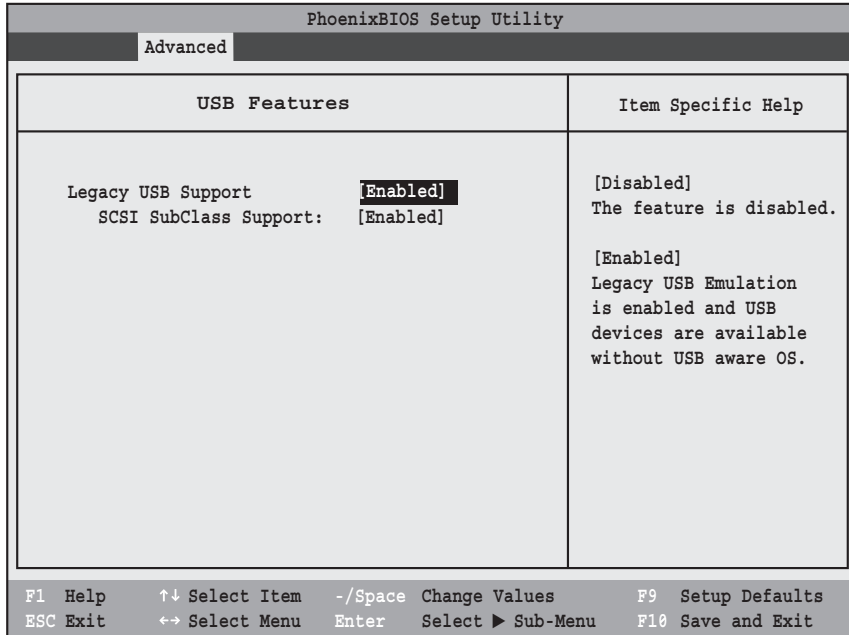 PhoenixBIOS Setup Utility
Advanced
USB Features
Legacy USB Support [Enabled]
SCSI SubClass Support: [Enabled]
Item Specific Help
[Disabled]
The feature is disabled.
[Enabled]
Legacy USB Emulation
is enabled and USB
devices are available
without USB aware OS.
F1 Help ↑↓ Select Item -/Space Change Values F9 Setup Defaults
ESC Exit ←→ Select Menu Enter Select ▶ Sub-Menu F10 Save and Exit